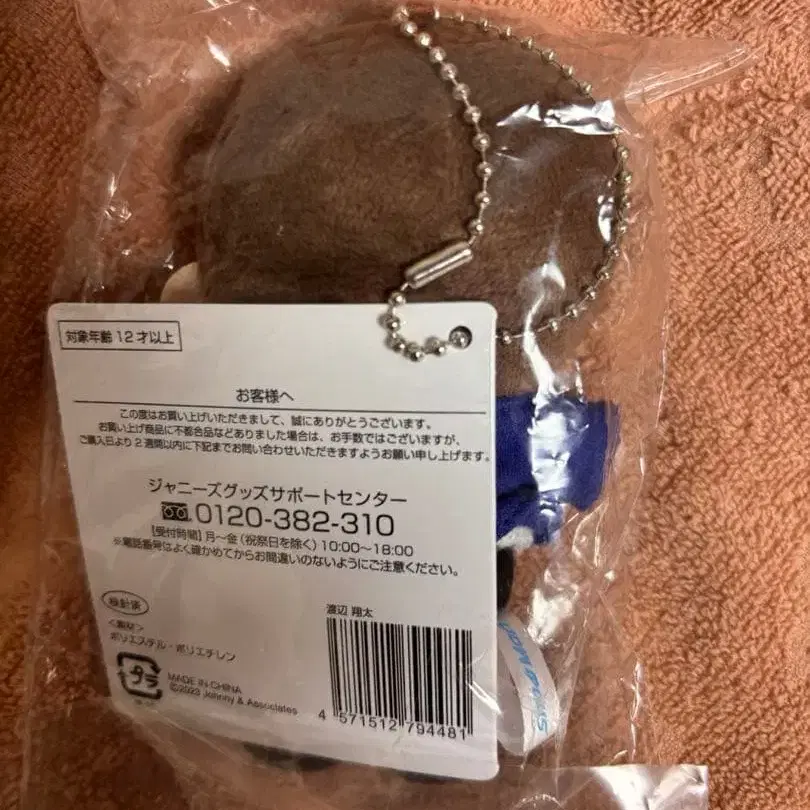 対象年齢 12 才以上
お客様へ
この度はお買い上げいただきまして、誠にありがとうございます。
お買い上げ商品に不都合品などありました場合は、お手数ではございますが、
ご購入日より2週間以内に下記までお問い合わせいただきますようお願い申し上げます。
ジャニーズグッズサポートセンター
0120-382-310
【受付時間】月〜金(祝祭日を除く)10:00〜18:00
※電話番号はよく確かめてからお間違いのないようにご注意ください。
検針済
<素材>
ポリエステル・ポリエチレン
プラ
MADE IN CHINA
©2023 Johnny & Associates
渡辺 翔太
4 571512 794481